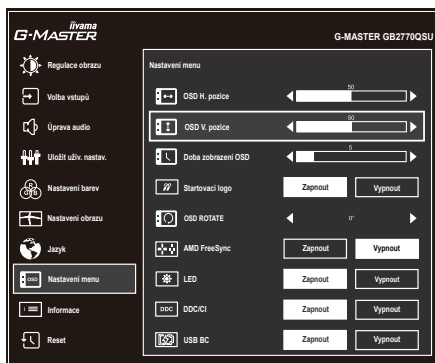 iiyama
G-MASTER
G-MASTER GB2770QSU
Regulace obrazu
Volba vstupů
Úprava audio
Uložit uživ. nastav.
Nastavení barev
Nastavení obrazu
Jazyk
OSD Nastavení menu
Informace
Reset
Nastavení menu
OSD H. pozice 50
OSD V. pozice 50
Doba zobrazení OSD 5
Startovací logo Zapnout Vypnout
OSD ROTATE 0°
AMD FreeSync Zapnout Vypnout
LED Zapnout Vypnout
DDC DDC/CI Zapnout Vypnout
USB BC Zapnout Vypnout